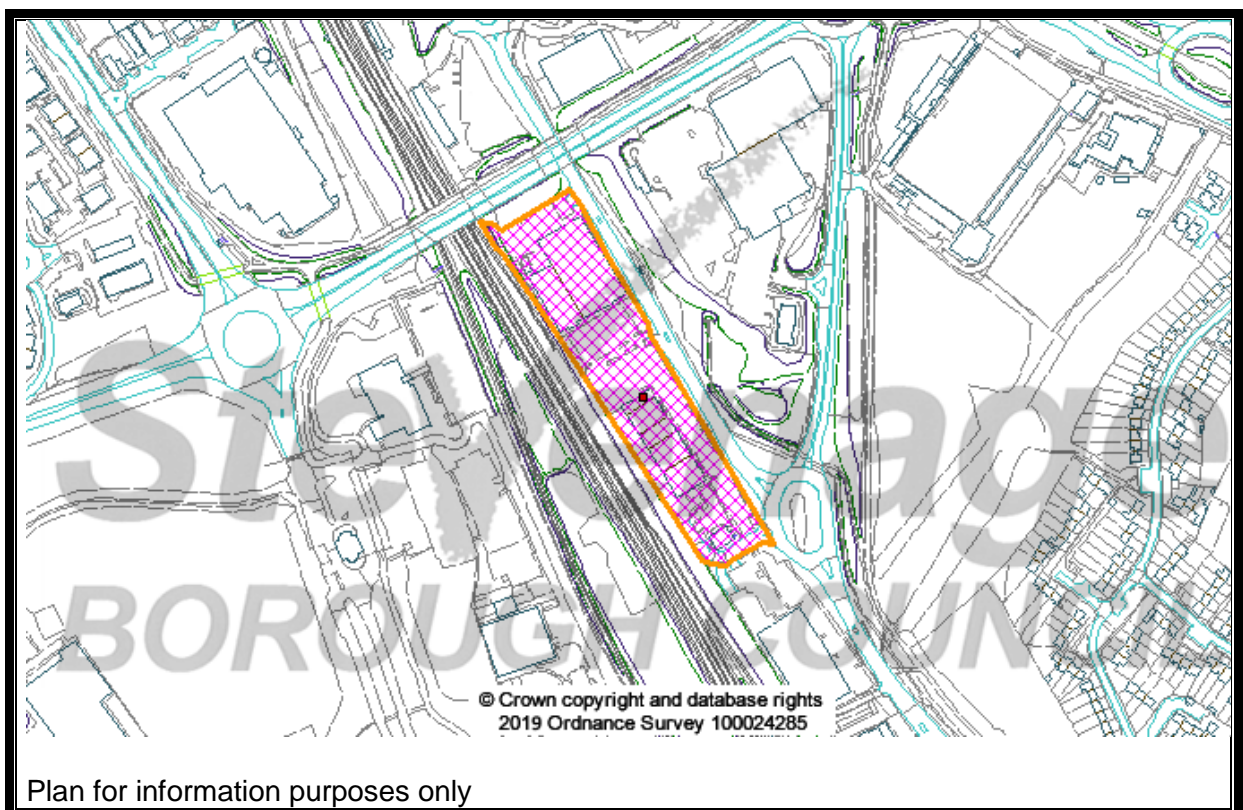 Stevenage
BOROUGH COUNCIL
© Crown copyright and database rights
2019 Ordnance Survey 100024285
Plan for information purposes only